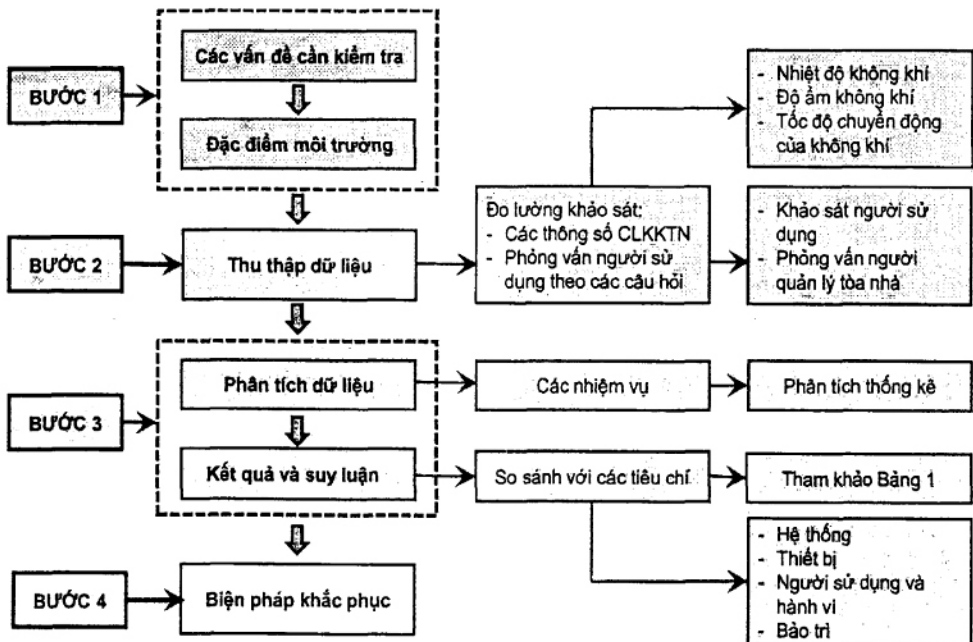 Các vấn đề cần kiểm tra
BƯỚC 1
Đặc điểm môi trường
- Nhiệt độ không khí
- Độ ẩm không khí
- Tốc độ chuyển động
của không khí
BƯỚC 2
Thu thập dữ liệu
Đo lường khảo sát:
- Các thông số CLKKTN
- Phỏng vấn người sử
dụng theo các câu hỏi
- Khảo sát người sử
dụng
- Phỏng vấn người
quản lý tòa nhà
BƯỚC 3
Phân tích dữ liệu
Các nhiệm vụ
Phân tích thống kê
Kết quả và suy luận
So sánh với các tiêu chí
Tham khảo Bảng 1
- Hệ thống
- Thiết bị
- Người sử dụng và
hành vi
- Bảo trì
BƯỚC 4
Biện pháp khắc phục